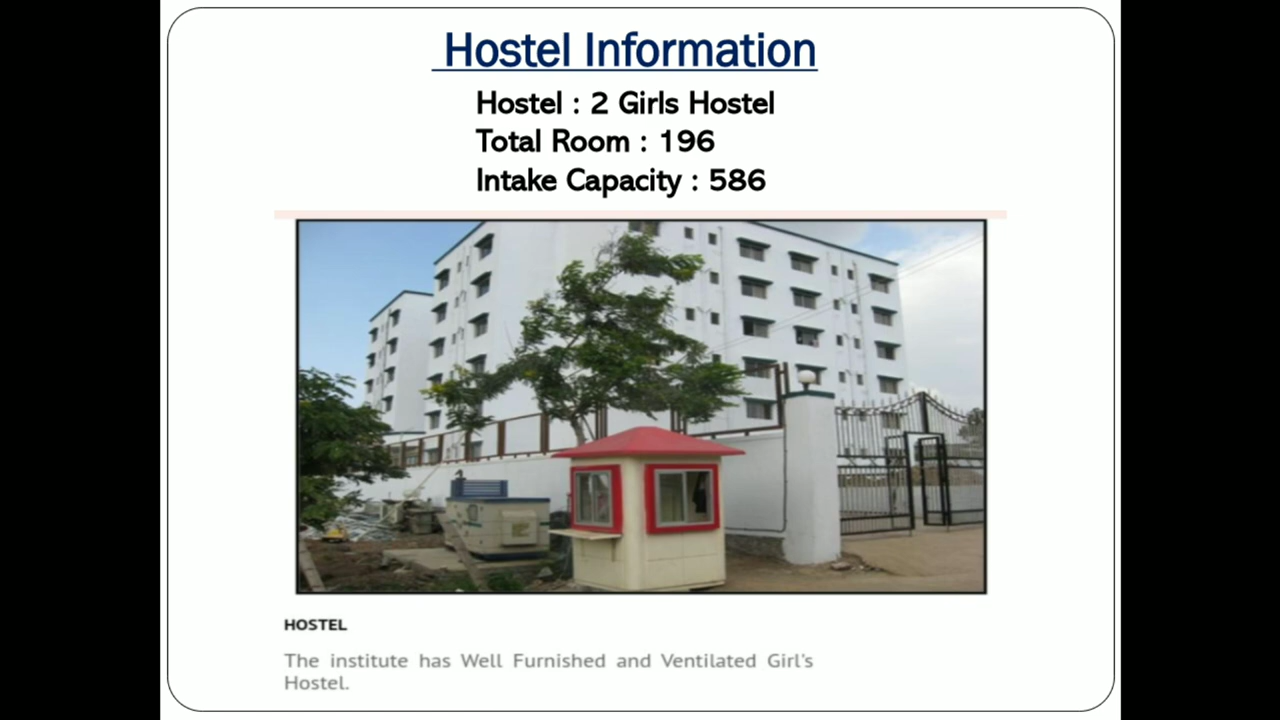 Hostel Information
Hostel : 2 Girls Hostel
Total Room : 196
Intake Capacity : 586
HOSTEL
The institute has Well Furnished and Ventilated Girl's
Hostel.